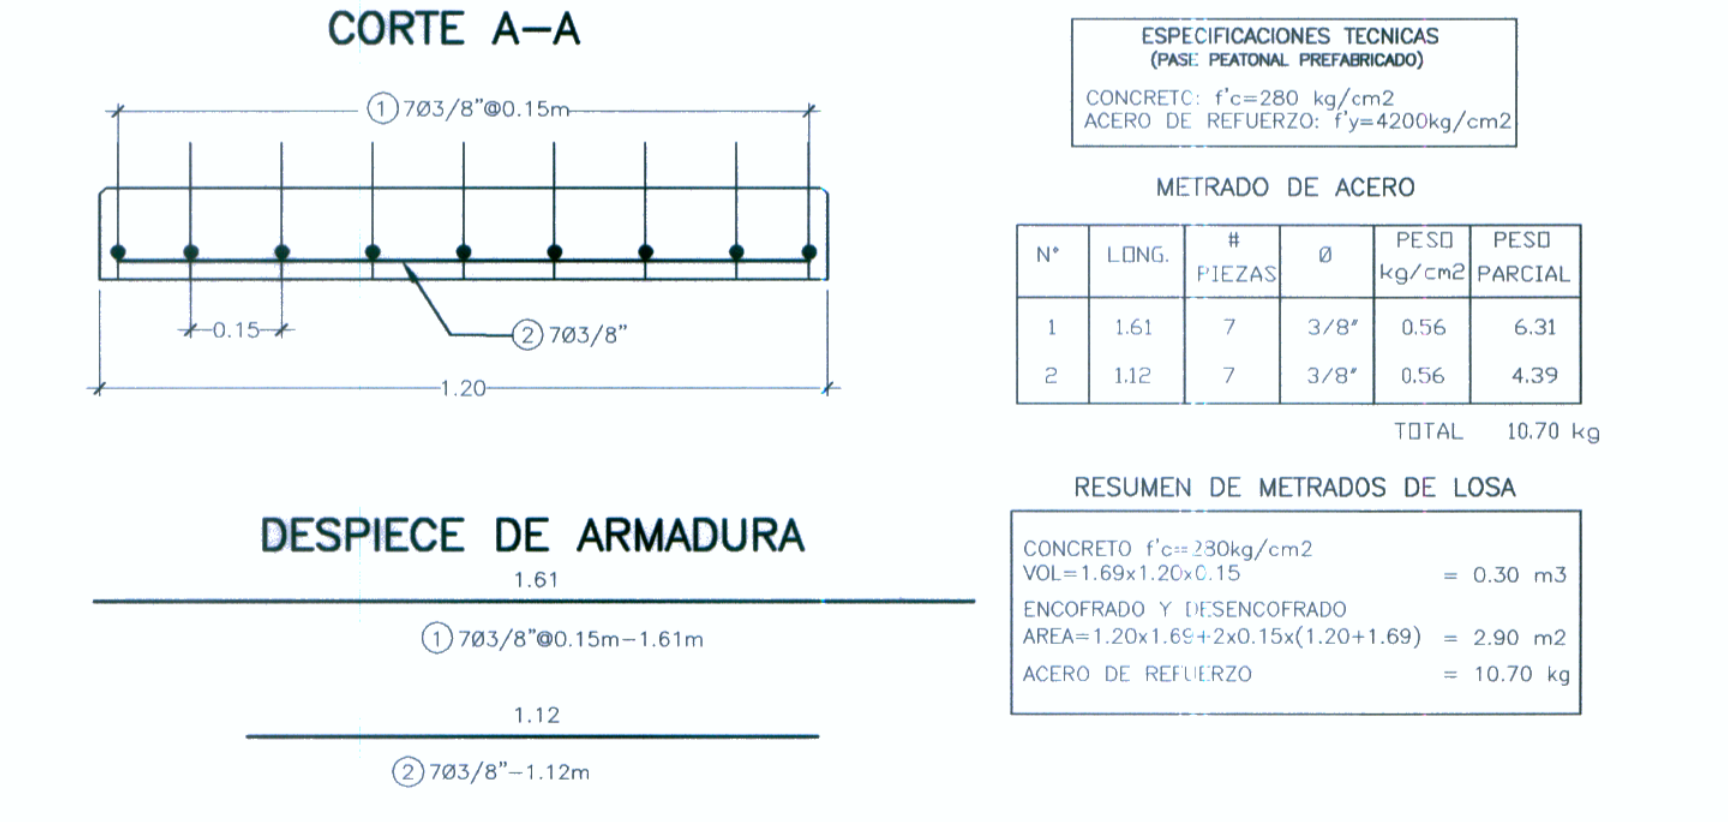 CORTE A-A
① 7Ø3/8"@0.15m
0.15
② 7Ø3/8"
1.20
DESPIECE DE ARMADURA
1.61
① 7Ø3/8"@0.15m-1.61m
1.12
② 7Ø3/8"-1.12m
ESPECIFICACIONES TECNICAS
(PASE PEATONAL PREFABRICADO)
CONCRETO: f'c=280 kg/cm2
ACERO DE REFUERZO: f'y=4200kg/cm2
METRADO DE ACERO
N° LONG. # PIEZAS Ø PESO kg/cm2 PESO PARCIAL
1 1.61 7 3/8" 0.56 6.31
2 1.12 7 3/8" 0.56 4.39
TOTAL 10.70 kg
RESUMEN DE METRADOS DE LOSA
CONCRETO f'c=280kg/cm2
VOL=1.69x1.20x0.15 = 0.30 m3
ENCOFRADO Y DESENCOFRADO
AREA=1.20x1.69+2x0.15x(1.20+1.69) = 2.90 m2
ACERO DE REFUERZO = 10.70 kg